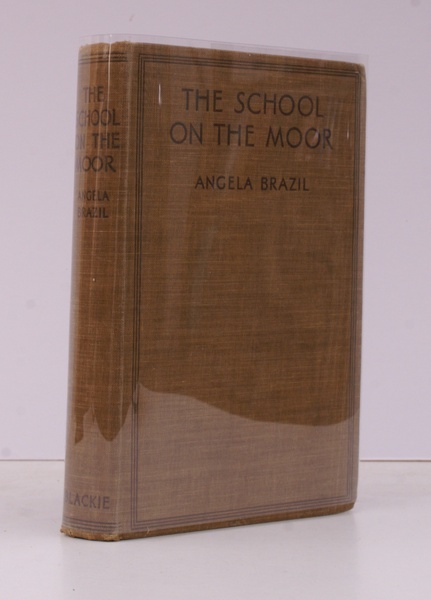 THE
SCHOOL
ON THE
MOOR
ANGELA
BRAZIL
BLACKIE
THE SCHOOL
ON THE MOOR
ANGELA BRAZIL